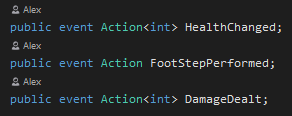 Alex
public event Action<int> HealthChanged;
Alex
public event Action FootStepPerformed;
Alex
public event Action<int> DamageDealt;